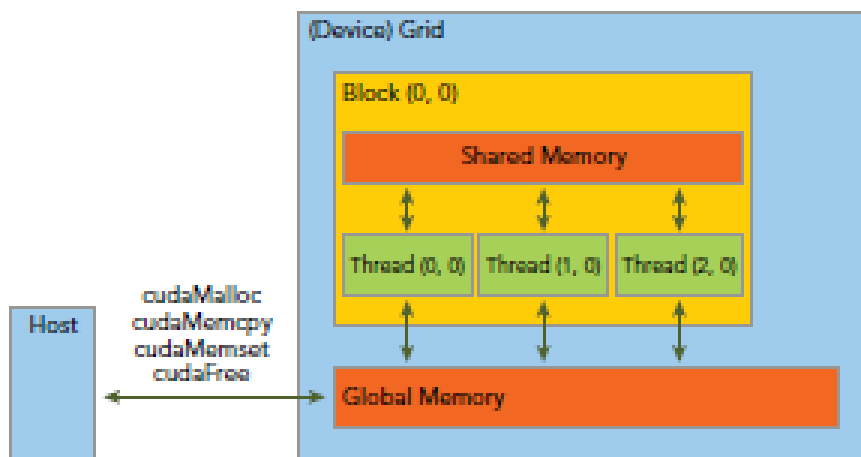 (Device) Grid
Block (0, 0)
Shared Memory
Thread (0, 0)
Thread (1, 0)
Thread (2, 0)
cudaMalloc
cudaMemcpy
cudaMemset
cudaFree
Host
Global Memory